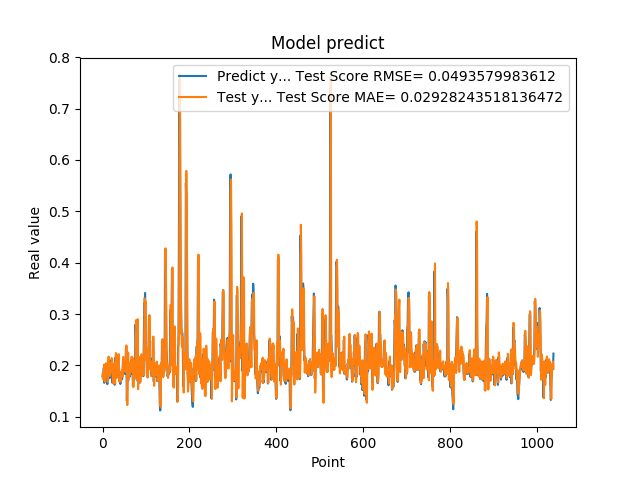 Model predict
Predict y... Test Score RMSE= 0.0493579983612
Test y... Test Score MAE= 0.02928243518136472
0.8
0.7
0.6
0.5
0.4
0.3
0.2
0.1
Real value
0 200 400 600 800 1000
Point